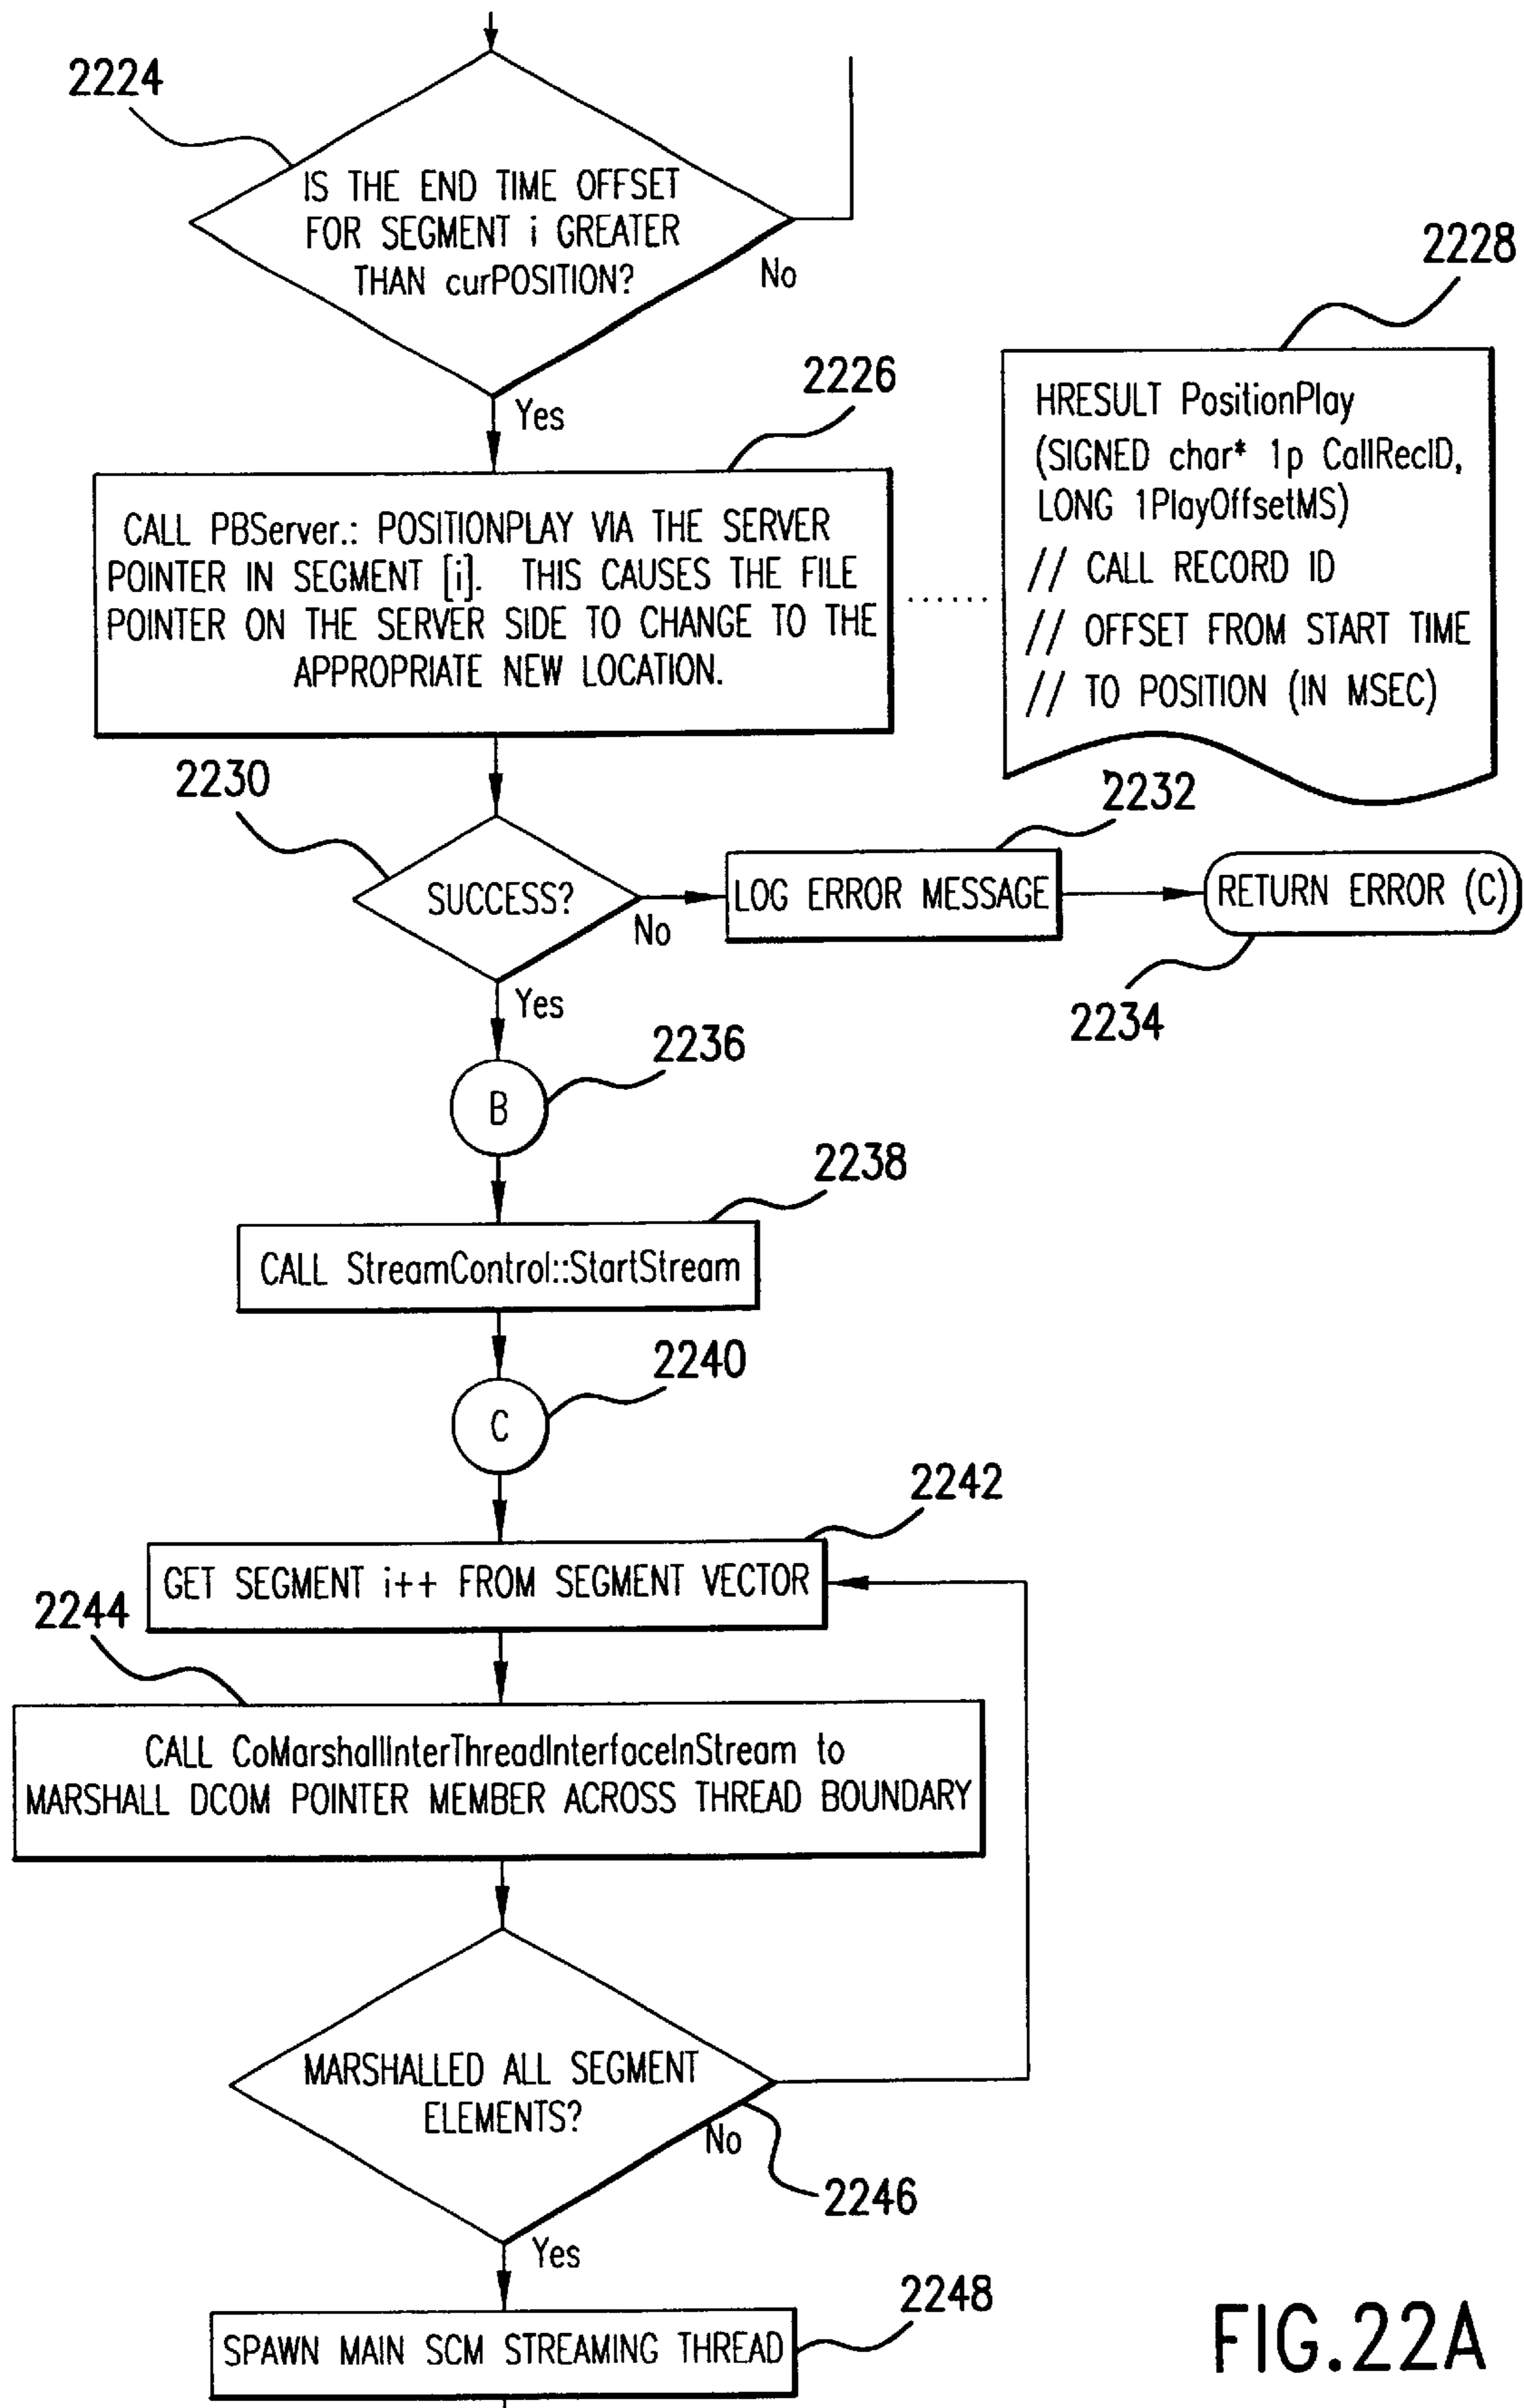 2224
IS THE END TIME OFFSET
FOR SEGMENT i GREATER
THAN curPOSITION?
No
Yes
2226
2228
CALL PBServer.: POSITIONPLAY VIA THE SERVER
POINTER IN SEGMENT [i]. THIS CAUSES THE FILE
POINTER ON THE SERVER SIDE TO CHANGE TO THE
APPROPRIATE NEW LOCATION.
HRESULT PositionPlay
(SIGNED char* 1p CallRecID,
LONG 1PlayOffsetMS)
// CALL RECORD ID
// OFFSET FROM START TIME
// TO POSITION (IN MSEC)
2230
SUCCESS?
No
Yes
2232
LOG ERROR MESSAGE
RETURN ERROR (C)
2234
2236
B
2238
CALL StreamControl::StartStream
2240
C
2242
GET SEGMENT i++ FROM SEGMENT VECTOR
2244
CALL CoMarshallInterThreadInterfaceInStream to
MARSHALL DCOM POINTER MEMBER ACROSS THREAD BOUNDARY
MARSHALLED ALL SEGMENT
ELEMENTS?
No
2246
Yes
2248
SPAWN MAIN SCM STREAMING THREAD
FIG.22A